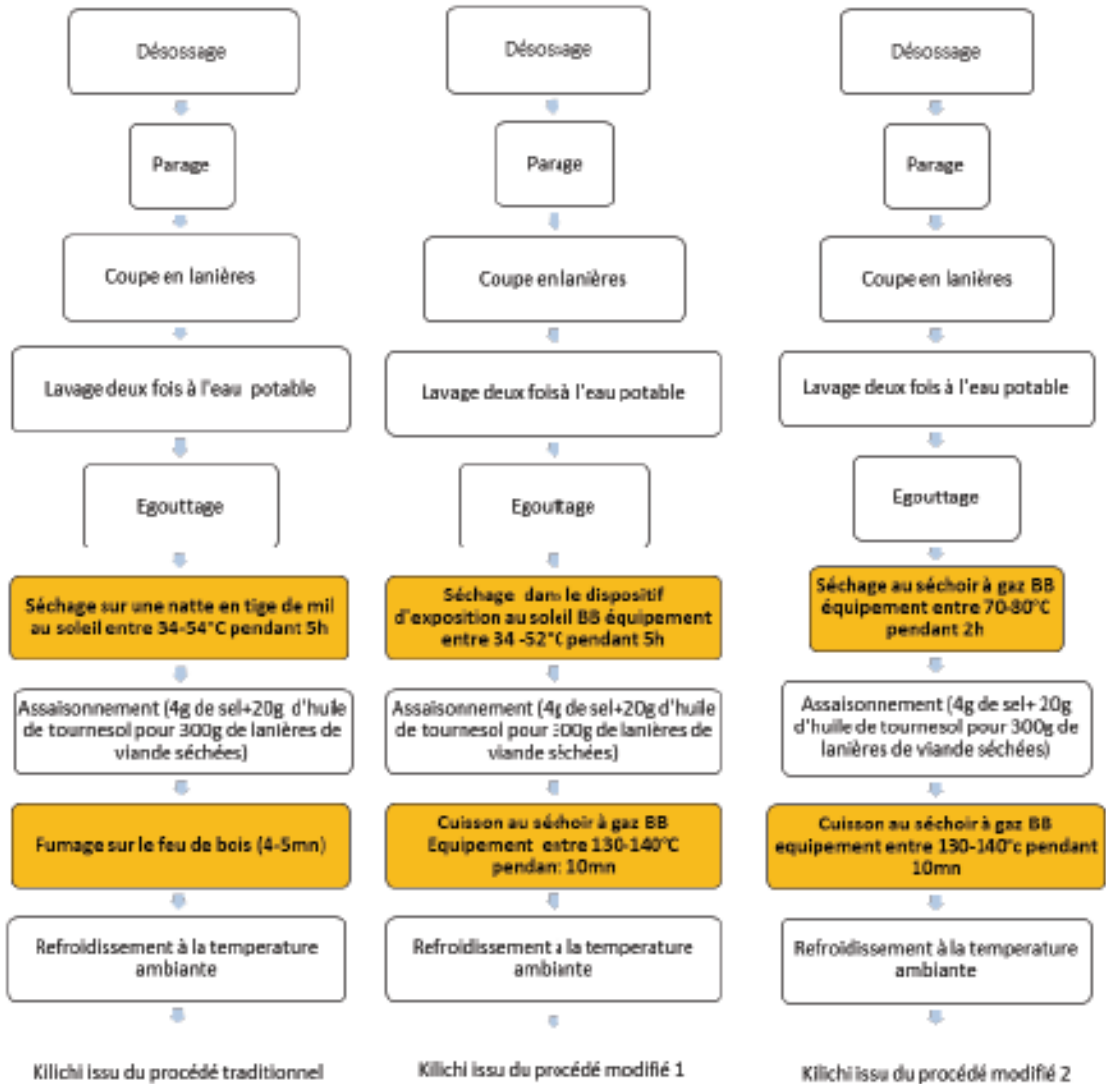 Désossage
Parage
Coupe en lanières
Lavage deux fois à l'eau potable
Egouttage
Séchage sur une natte en tige de mil
au soleil entre 34-54°C pendant 5h
Assaisonnement (4g de sel+20g d'huile
de tournesol pour 300g de lanières de
viande séchées)
Fumage sur le feu de bois (4-5mn)
Refroidissement à la temperature
ambiante
Kilichi issu du procédé traditionnel
Désossage
Parage
Coupe en lanières
Lavage deux fois à l'eau potable
Egouttage
Séchage dans le dispositif
d'exposition au soleil BB équipement
entre 34 -52°C pendant 5h
Assaisonnement (4g de sel+20g d'huile
de tournesol pour 300g de lanières de
viande séchées)
Cuisson au séchoir à gaz BB
Equipement entre 130-140°C
pendant 10mn
Refroidissement à la temperature
ambiante
Kilichi issu du procédé modifié 1
Désossage
Parage
Coupe en lanières
Lavage deux fois à l'eau potable
Egouttage
Séchage au séchoir à gaz BB
équipement entre 70-80°C
pendant 2h
Assaisonnement (4g de sel+ 20g
d'huile de tournesol pour 300g de
lanières de viande séchées)
Cuisson au séchoir à gaz BB
equipement entre 130-140°c pendant
10mn
Refroidissement à la temperature
ambiante
Kilichi issu du procédé modifié 2